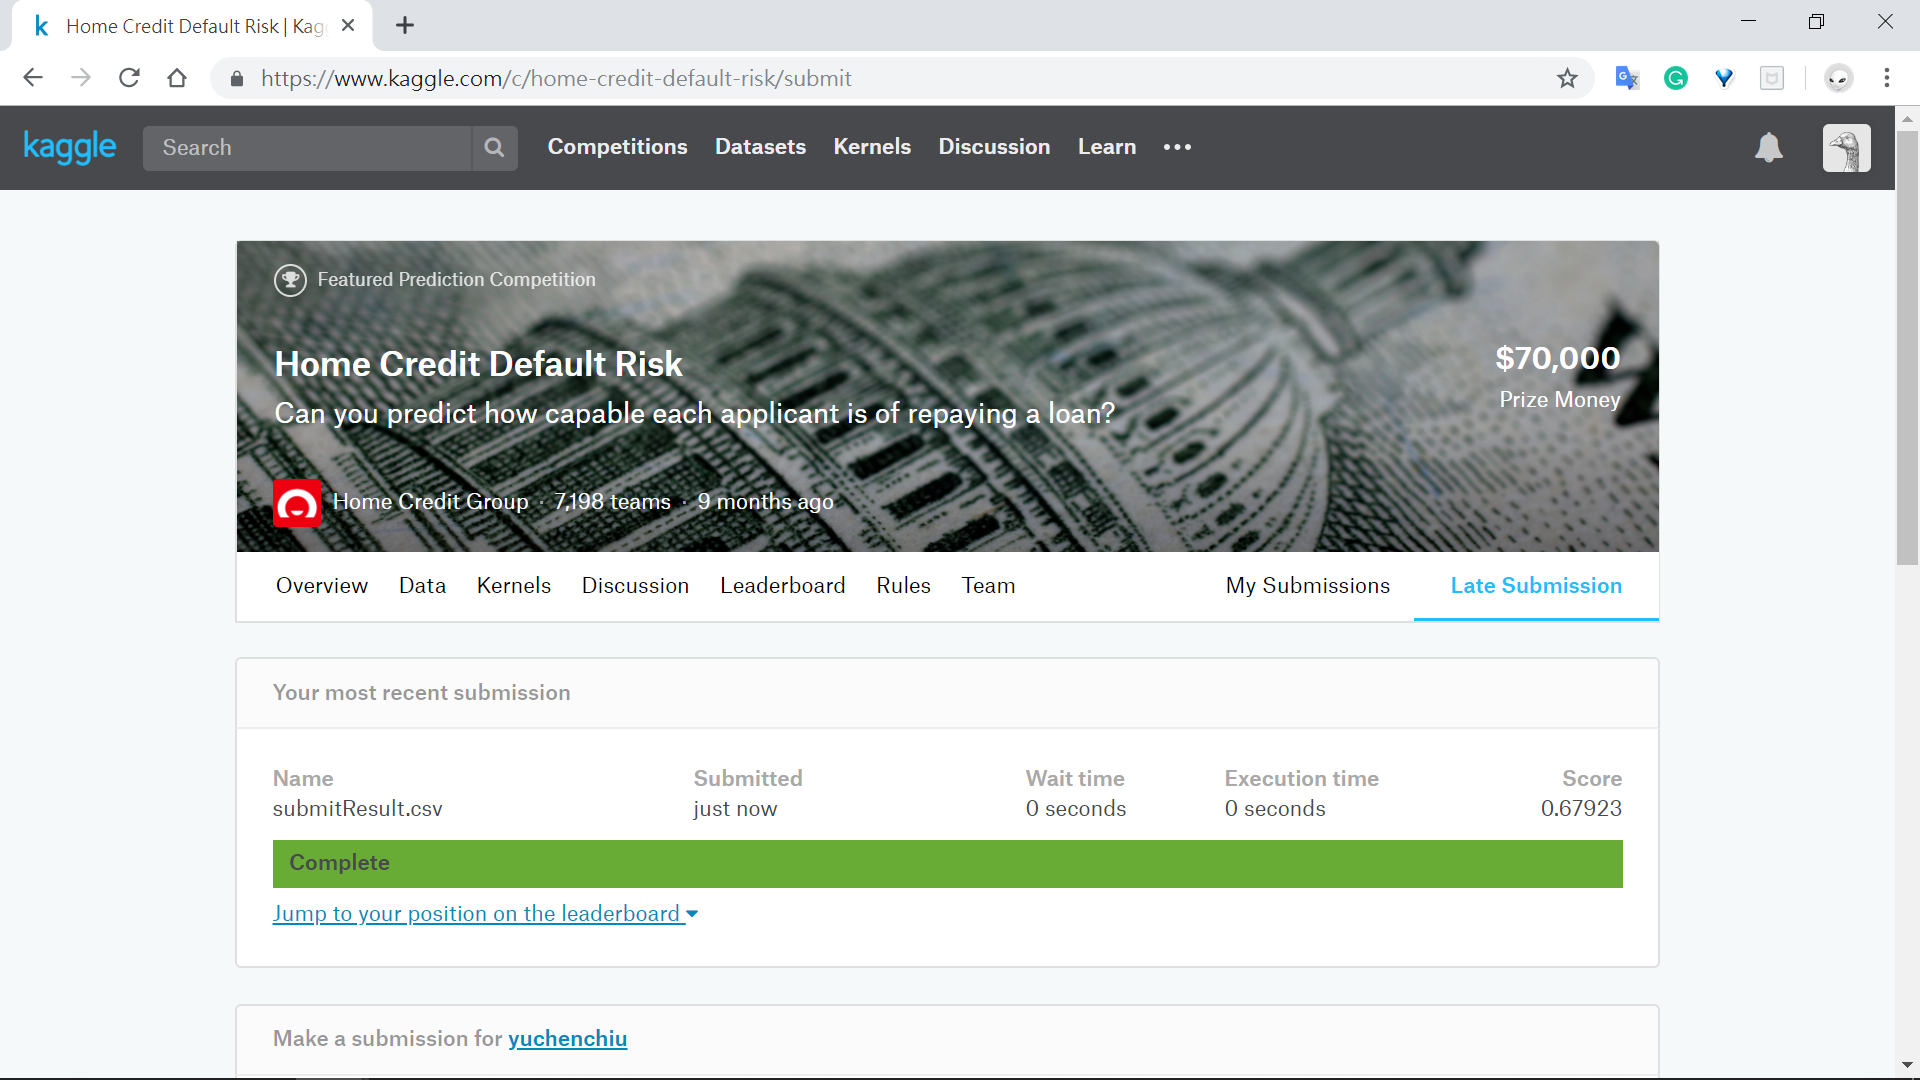 Home Credit Default Risk | Kag
https://www.kaggle.com/c/home-credit-default-risk/submit
kaggle
Search
Competitions Datasets Kernels Discussion Learn
Featured Prediction Competition
Home Credit Default Risk
Can you predict how capable each applicant is of repaying a loan?
$70,000
Prize Money
Home Credit Group · 7,198 teams · 9 months ago
Overview Data Kernels Discussion Leaderboard Rules Team My Submissions Late Submission
Your most recent submission
Name Submitted Wait time Execution time Score
submitResult.csv just now 0 seconds 0 seconds 0.67923
Complete
Jump to your position on the leaderboard
Make a submission for yuchenchiu